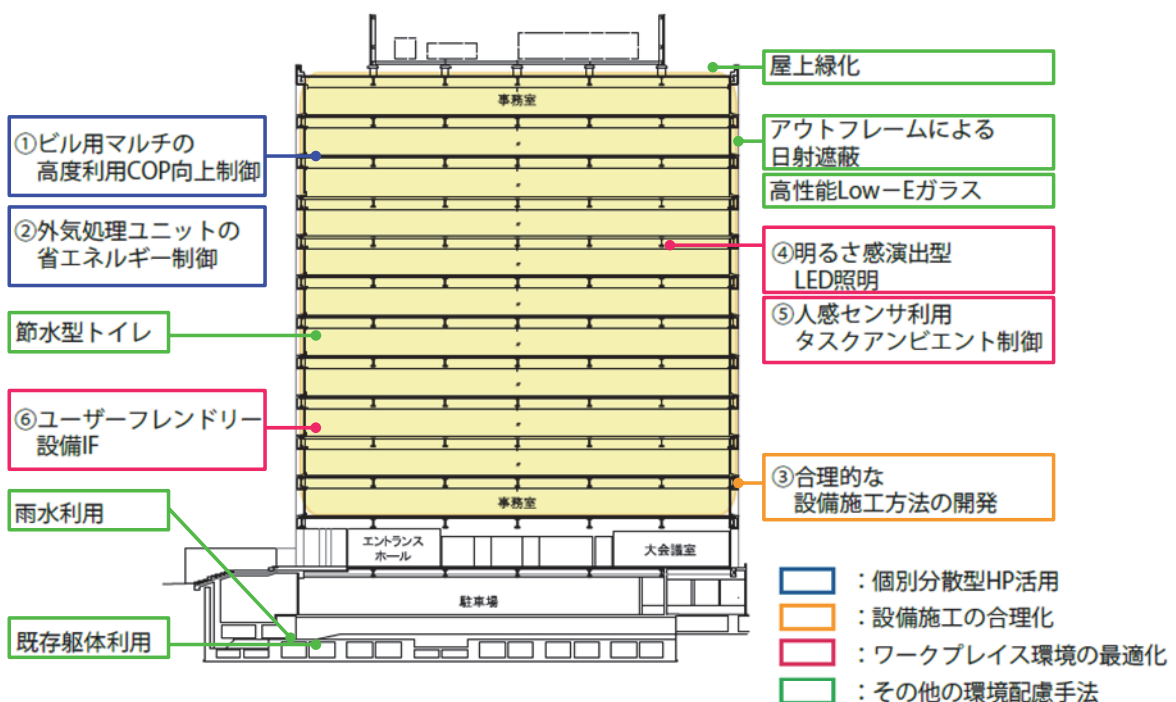 ①ビル用マルチの
高度利用COP向上制御
②外気処理ユニットの
省エネルギー制御
節水型トイレ
⑥ユーザーフレンドリー
設備IF
雨水利用
既存躯体利用
事務室
事務室
エントランス
ホール
大会議室
駐車場
屋上緑化
アウトフレームによる
日射遮蔽
高性能Low－Eガラス
④明るさ感演出型
LED照明
⑤人感センサ利用
タスクアンビエント制御
③合理的な
設備施工方法の開発
：個別分散型HP活用
：設備施工の合理化
：ワークプレイス環境の最適化
：その他の環境配慮手法